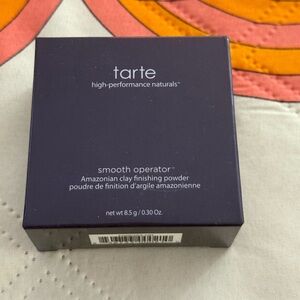 tarte
high-performance naturals™
smooth operator™
Amazonian clay finishing powder
poudre de finition d'argile amazonienne
net wt 8.5 g / 0.30 Oz.